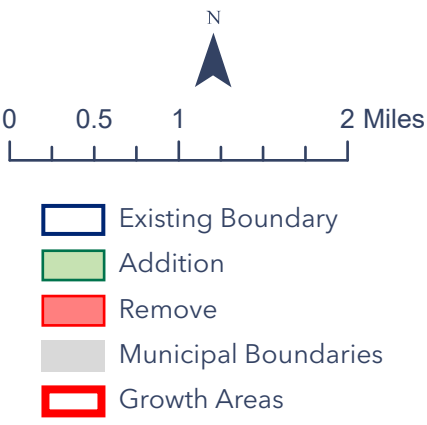 N
0 0.5 1 2 Miles
Existing Boundary
Addition
Remove
Municipal Boundaries
Growth Areas